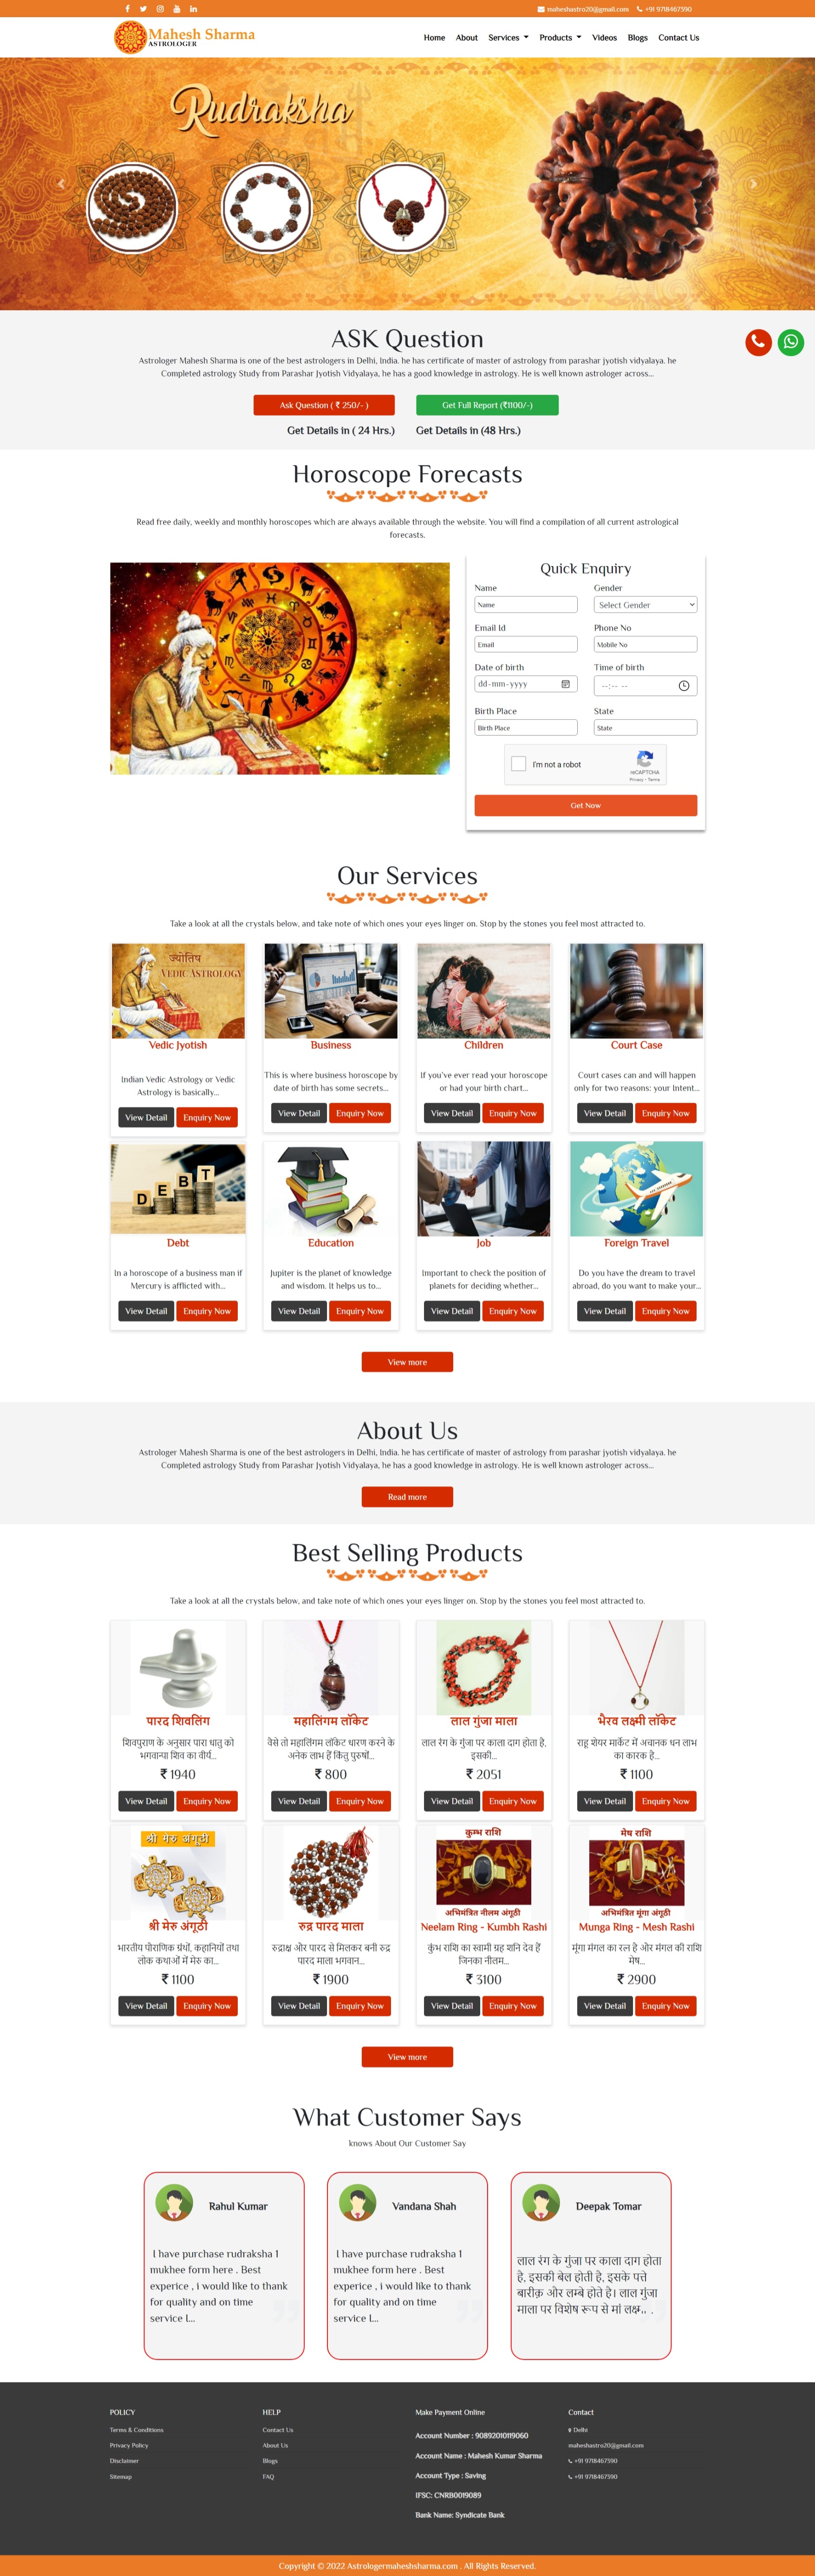 maheshastro20@gmail.com +91 9718467390
Mahesh Sharma
ASTROLOGER
Home About Services Products Videos Blogs Contact Us
Rudraksha
ASK Question
Astrologer Mahesh Sharma is one of the best astrologers in Delhi, India. he has certificate of master of astrology from parashar jyotish vidyalaya. he
Completed astrology Study from Parashar Jyotish Vidyalaya, he has a good knowledge in astrology. He is well known astrologer across...
Ask Question ( ₹ 250/- ) Get Full Report (₹1100/-)
Get Details in ( 24 Hrs.) Get Details in (48 Hrs.)
Horoscope Forecasts
Read free daily, weekly and monthly horoscopes which are always available through the website. You will find a compilation of all current astrological
forecasts.
Quick Enquiry
Name Gender
Name Select Gender
Email Id Phone No
Email Mobile No
Date of birth Time of birth
dd-mm-yyyy --:-- --
Birth Place State
Birth Place State
I'm not a robot
reCAPTCHA
Privacy - Terms
Get Now
Our Services
Take a look at all the crystals below, and take note of which ones your eyes linger on. Stop by the stones you feel most attracted to.
ज्योतिष
VEDIC ASTROLOGY
Vedic Jyotish Business Children Court Case
Indian Vedic Astrology or Vedic
Astrology is basically...
This is where business horoscope by
date of birth has some secrets...
If you've ever read your horoscope
or had your birth chart...
Court cases can and will happen
only for two reasons: your Intent...
View Detail Enquiry Now View Detail Enquiry Now View Detail Enquiry Now View Detail Enquiry Now
DEBT
Debt Education Job Foreign Travel
In a horoscope of a business man if
Mercury is afflicted with...
Jupiter is the planet of knowledge
and wisdom. It helps us to...
Important to check the position of
planets for deciding whether...
Do you have the dream to travel
abroad, do you want to make your...
View Detail Enquiry Now View Detail Enquiry Now View Detail Enquiry Now View Detail Enquiry Now
View more
About Us
Astrologer Mahesh Sharma is one of the best astrologers in Delhi, India. he has certificate of master of astrology from parashar jyotish vidyalaya. he
Completed astrology Study from Parashar Jyotish Vidyalaya, he has a good knowledge in astrology. He is well known astrologer across...
Read more
Best Selling Products
Take a look at all the crystals below, and take note of which ones your eyes linger on. Stop by the stones you feel most attracted to.
पारद शिवलिंग महालिंगम लॉकेट लाल गुंजा माला भैरव लक्ष्मी लॉकेट
शिवपुराण के अनुसार पारा धातु को
भगवान्या शिव का वीर्य...
वैसे तो महालिंगम लॉकेट धारण करने के
अनेक लाभ हैं किंतु पुरुषों...
लाल रंग के गुंजा पर काला दाग होता है,
इसकी...
राहू शेयर मार्केट में अचानक धन लाभ
का कारक है...
₹ 1940 ₹ 800 ₹ 2051 ₹ 1100
View Detail Enquiry Now View Detail Enquiry Now View Detail Enquiry Now View Detail Enquiry Now
श्री मेरु अंगूठी
कुम्भ राशि
अभिमंत्रित नीलम अंगूठी
मेष राशि
अभिमंत्रित मूंगा अंगूठी
श्री मेरु अंगूठी रुद्र पारद माला Neelam Ring - Kumbh Rashi Munga Ring - Mesh Rashi
भारतीय पौराणिक ग्रंथों, कहानियों तथा
लोक कथाओं में मेरु का...
रुद्राक्ष और पारद से मिलकर बनी रुद्र
पारद माला भगवान...
कुंभ राशि का स्वामी ग्रह शनि देव हैं
जिनका नीलम...
मूंगा मंगल का रत्न है और मंगल की राशि
मेष...
₹ 1100 ₹ 1900 ₹ 3100 ₹ 2900
View Detail Enquiry Now View Detail Enquiry Now View Detail Enquiry Now View Detail Enquiry Now
View more
What Customer Says
knows About Our Customer Say
Rahul Kumar
I have purchase rudraksha 1
mukhee form here . Best
experice , i would like to thank
for quality and on time
service I...
Vandana Shah
I have purchase rudraksha 1
mukhee form here . Best
experice , i would like to thank
for quality and on time
service I...
Deepak Tomar
लाल रंग के गुंजा पर काला दाग होता
है, इसकी बेल होती है, इसके पत्ते
बारीक़ और लम्बे होते है। लाल गुंजा
माला पर विशेष रूप से मां लक्ष्म...
POLICY
Terms & Conditions
Privacy Policy
Disclaimer
Sitemap
HELP
Contact Us
About Us
Blogs
FAQ
Make Payment Online
Account Number : 90892010119060
Account Name : Mahesh Kumar Sharma
Account Type : Saving
IFSC: CNRB0019089
Bank Name: Syndicate Bank
Contact
Delhi
maheshastro20@gmail.com
+91 9718467390
+91 9718467390
Copyright © 2022 Astrologermaheshsharma.com . All Rights Reserved.